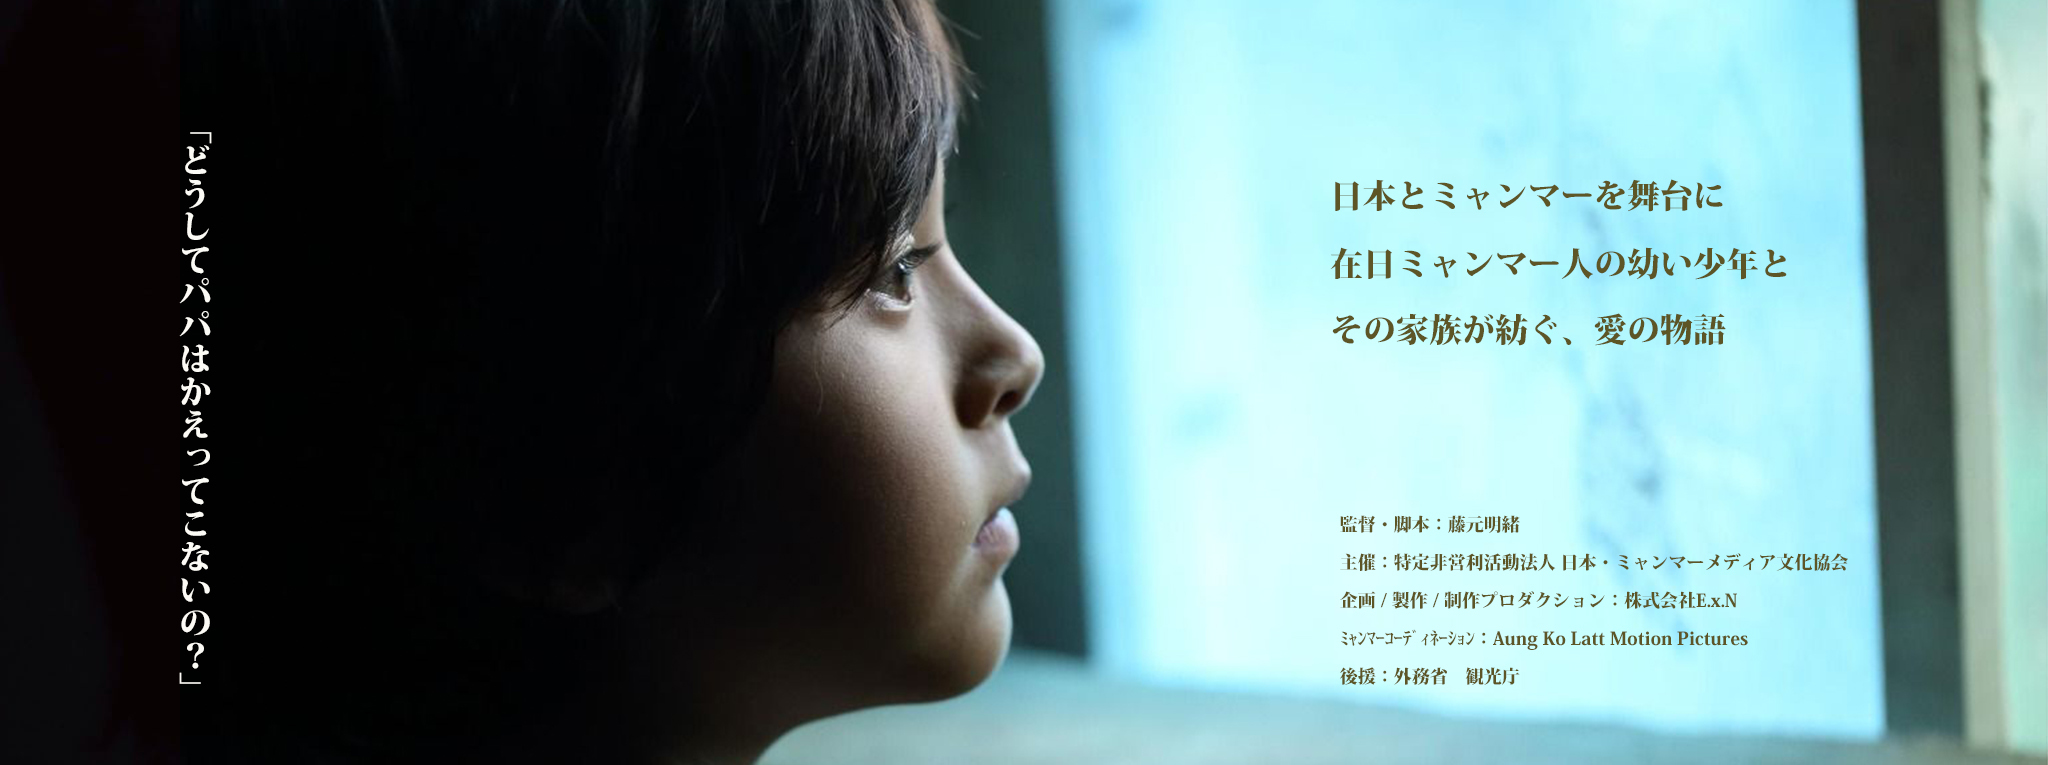 「どうしてパパはかえってこないの？」
日本とミャンマーを舞台に
在日ミャンマー人の幼い少年と
その家族が紡ぐ、愛の物語
監督・脚本：藤元明緒
主催：特定非営利活動法人 日本・ミャンマーメディア文化協会
企画 / 製作 / 制作プロダクション：株式会社E.x.N
ﾐｬﾝﾏｰコーﾃﾞｨﾈｰｼｮﾝ：Aung Ko Latt Motion Pictures
後援：外務省　観光庁